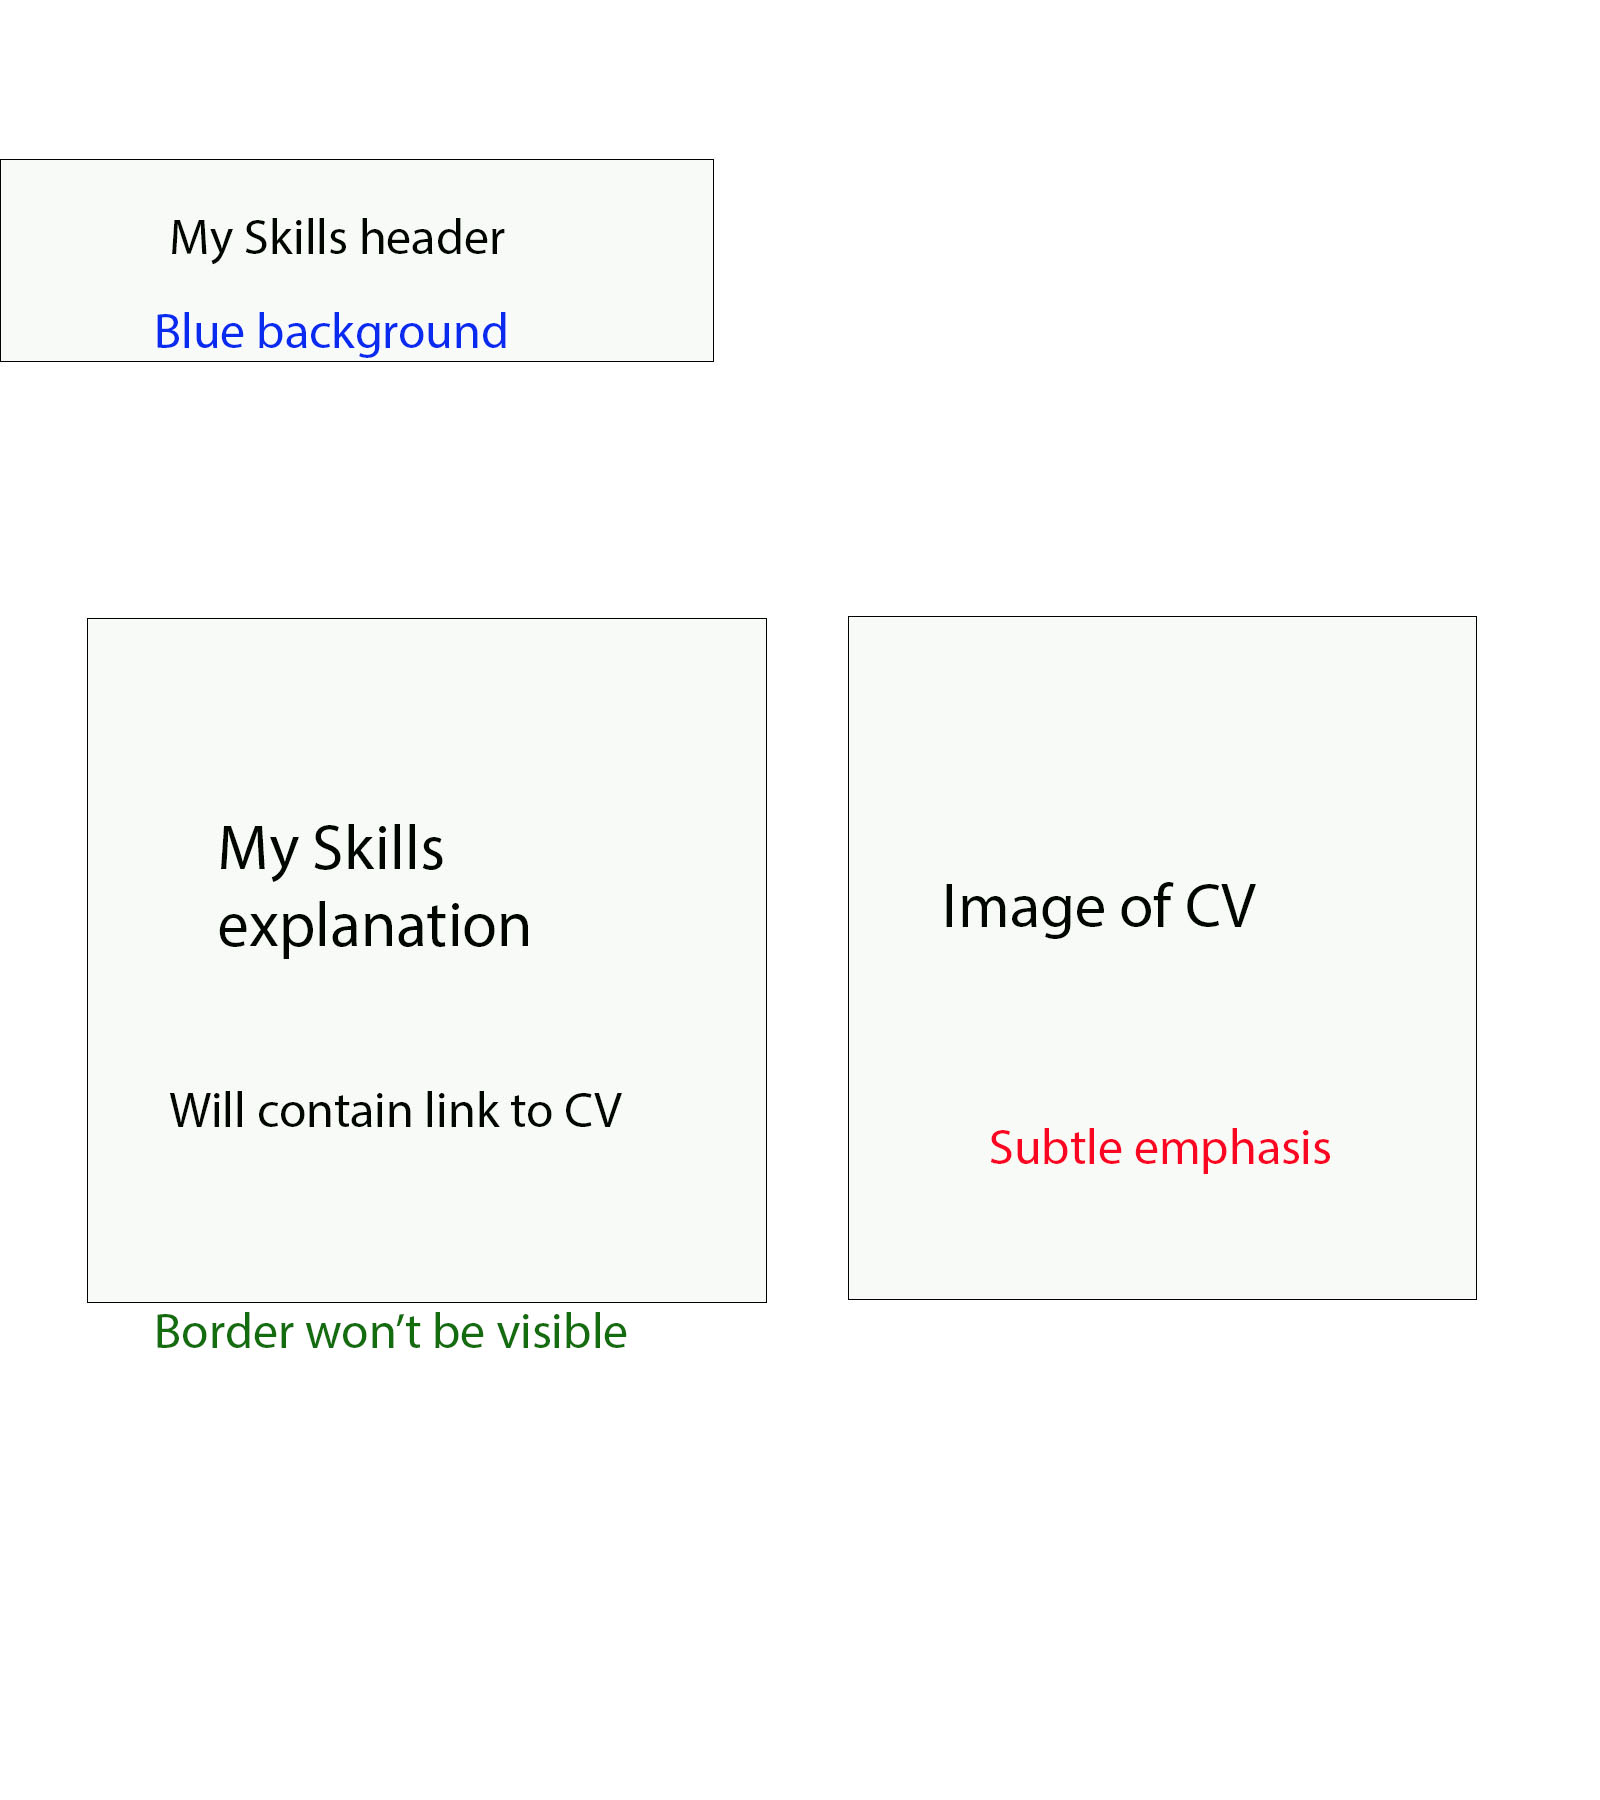 My Skills header
Blue background
My Skills
explanation
Will contain link to CV
Border won’t be visible
Image of CV
Subtle emphasis